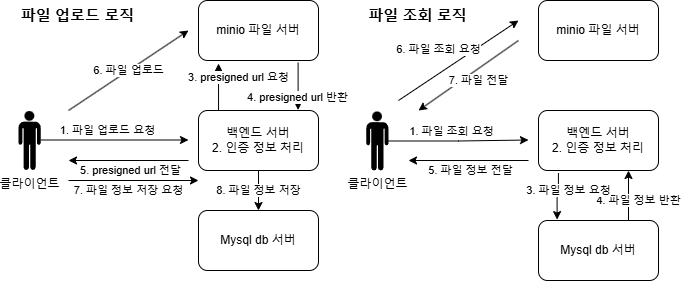 파일 업로드 로직
minio 파일 서버
6. 파일 업로드
3. presigned url 요청
4. presigned url 반환
1. 파일 업로드 요청
백엔드 서버
2. 인증 정보 처리
5. presigned url 전달
클라이언트
7. 파일 정보 저장 요청
8. 파일 정보 저장
Mysql db 서버
파일 조회 로직
minio 파일 서버
6. 파일 조회 요청
7. 파일 전달
1. 파일 조회 요청
백엔드 서버
2. 인증 정보 처리
5. 파일 정보 전달
클라이언트
3. 파일 정보 요청
4. 파일 정보 반환
Mysql db 서버